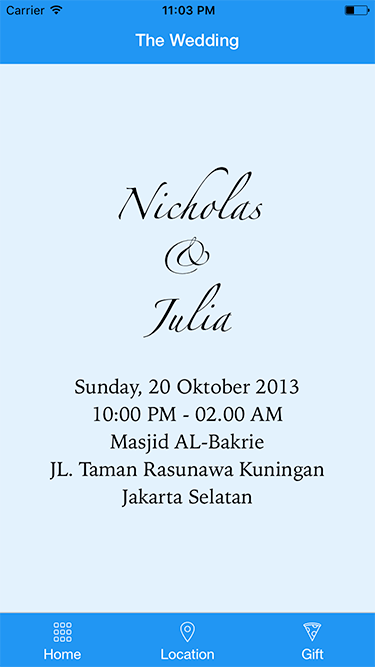 Carrier 11:03 PM
The Wedding
Nicholas
&
Julia
Sunday, 20 Oktober 2013
10:00 PM - 02.00 AM
Masjid AL-Bakrie
JL. Taman Rasunawa Kuningan
Jakarta Selatan
Home Location Gift